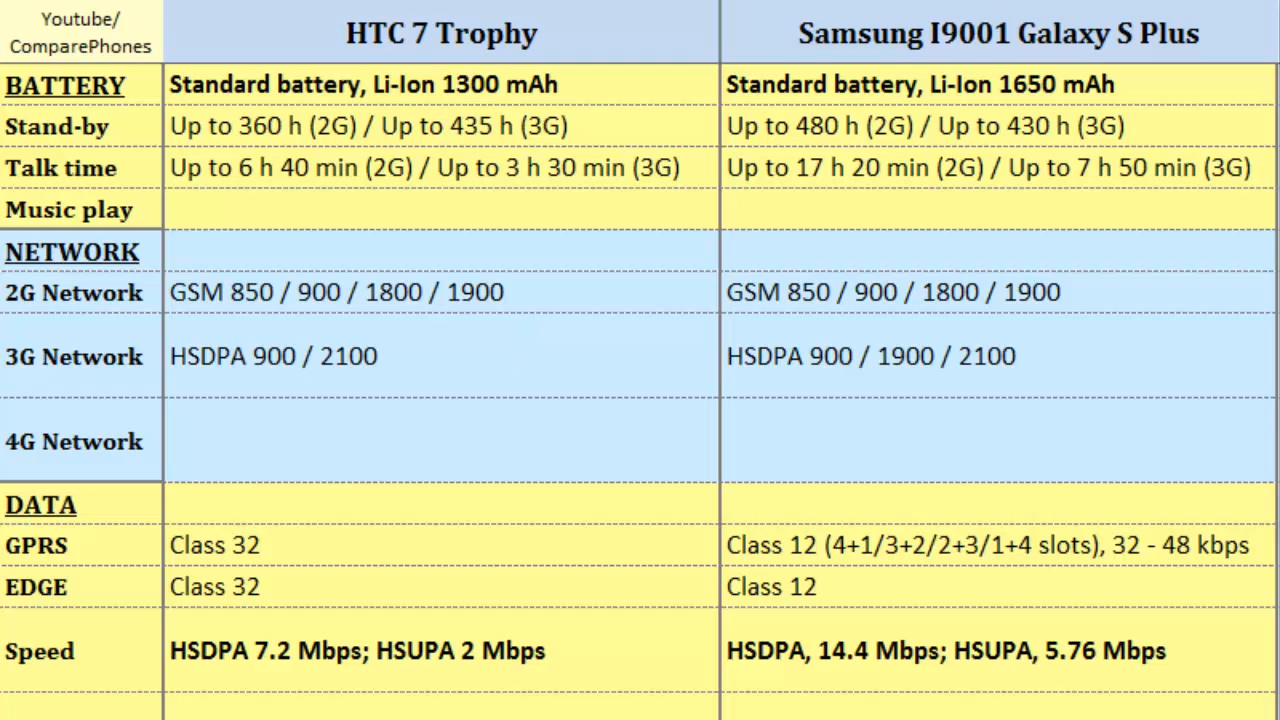 Youtube/
ComparePhones
HTC 7 Trophy
Samsung I9001 Galaxy S Plus
BATTERY
Standard battery, Li-Ion 1300 mAh
Standard battery, Li-Ion 1650 mAh
Stand-by
Up to 360 h (2G) / Up to 435 h (3G)
Up to 480 h (2G) / Up to 430 h (3G)
Talk time
Up to 6 h 40 min (2G) / Up to 3 h 30 min (3G)
Up to 17 h 20 min (2G) / Up to 7 h 50 min (3G)
Music play
NETWORK
2G Network
GSM 850 / 900 / 1800 / 1900
GSM 850 / 900 / 1800 / 1900
3G Network
HSDPA 900 / 2100
HSDPA 900 / 1900 / 2100
4G Network
DATA
GPRS
Class 32
Class 12 (4+1/3+2/2+3/1+4 slots), 32 - 48 kbps
EDGE
Class 32
Class 12
Speed
HSDPA 7.2 Mbps; HSUPA 2 Mbps
HSDPA, 14.4 Mbps; HSUPA, 5.76 Mbps